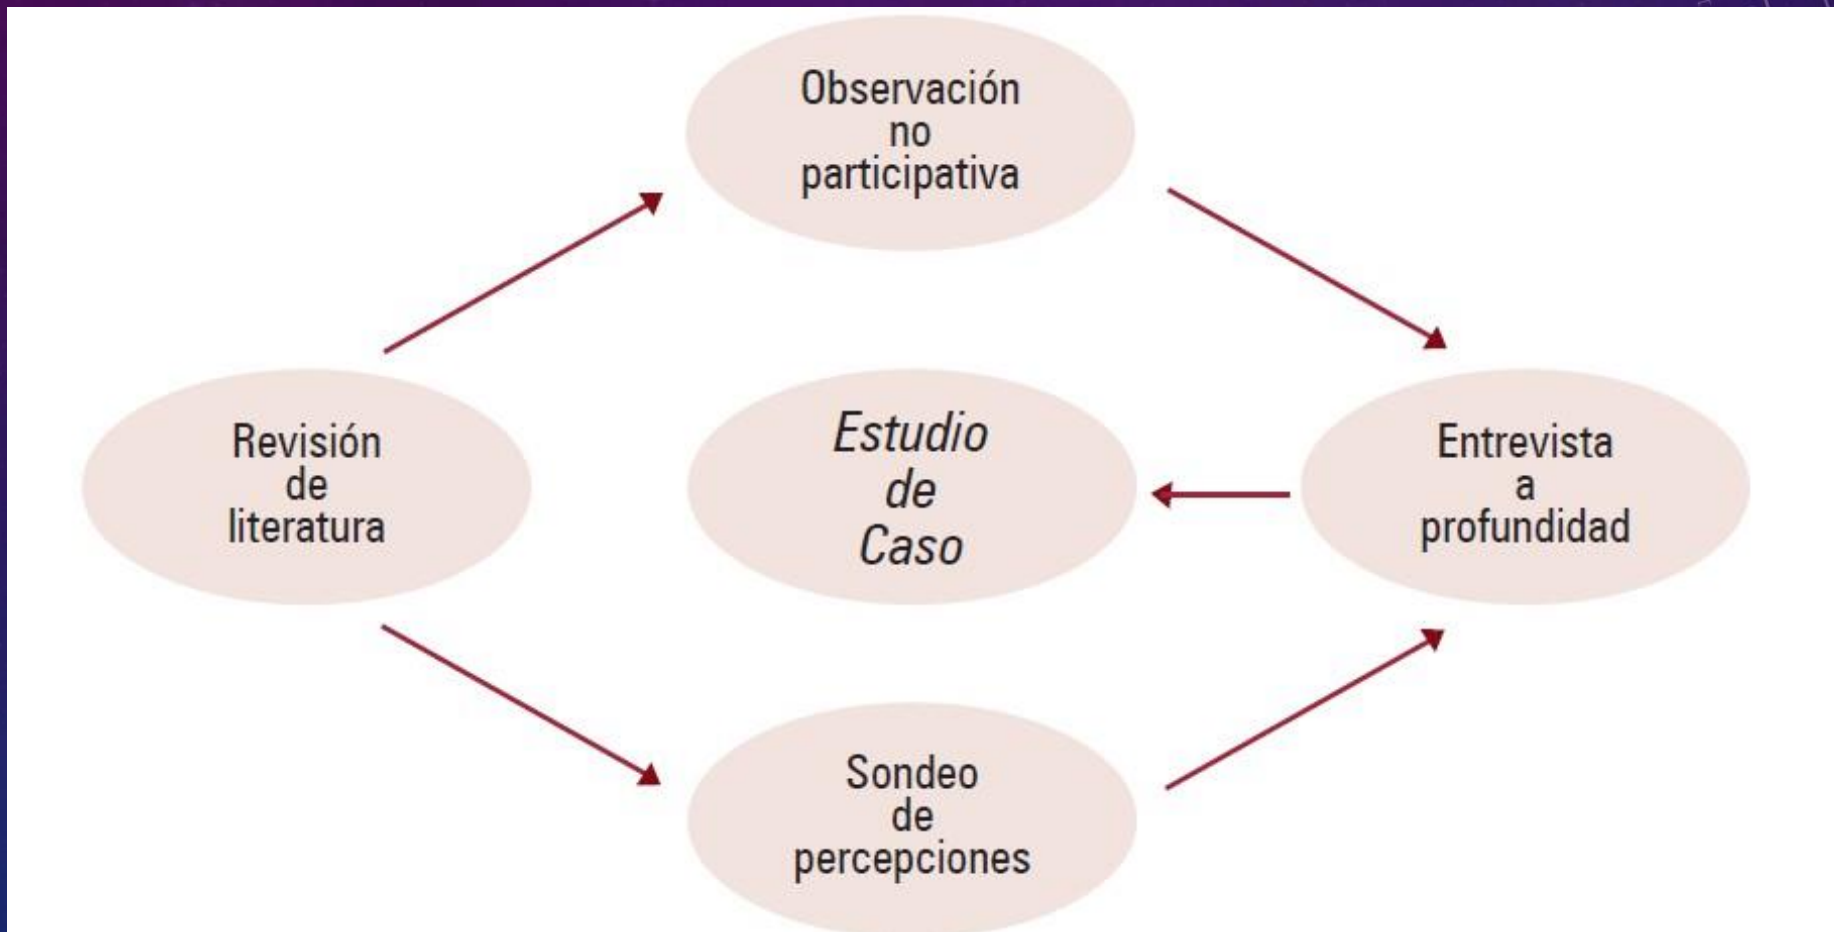 Observación
no
participativa
Revisión
de
literatura
Estudio
de
Caso
Entrevista
a
profundidad
Sondeo
de
percepciones